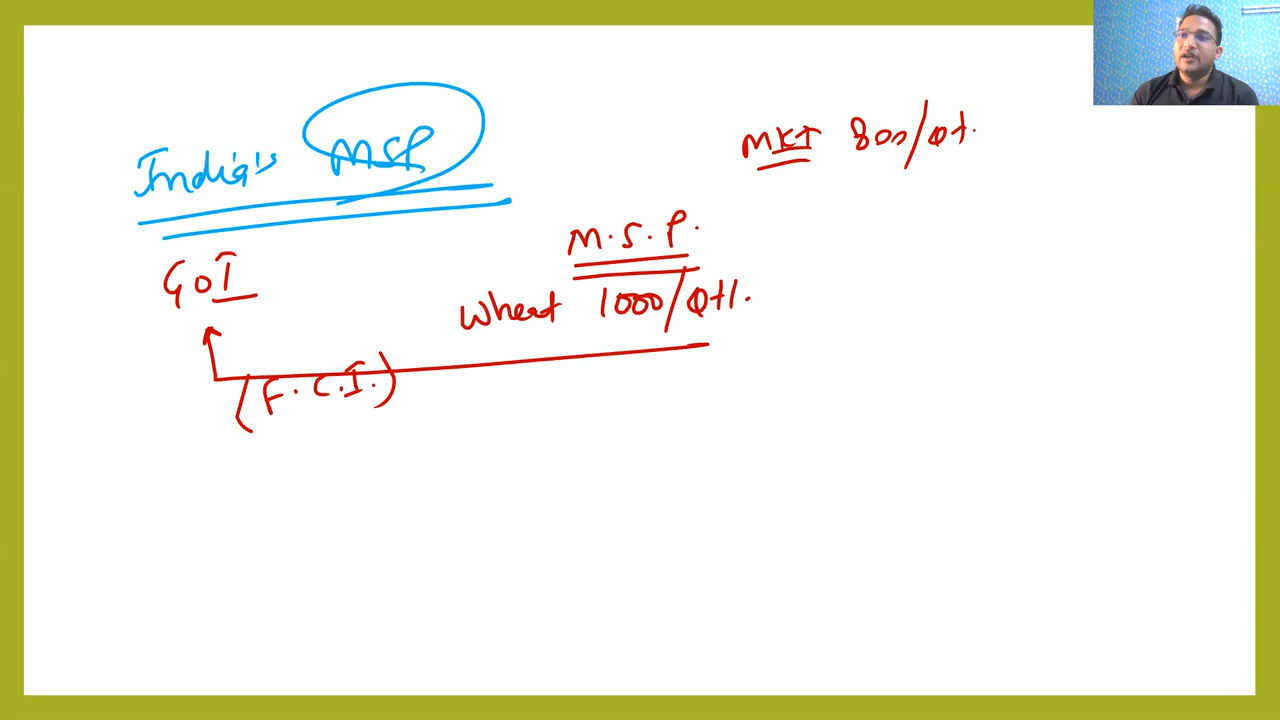 India's MSP
MKT 800/Qt.
GOI
M.S.P.
Wheat 1000/Qtl.
(F.C.I.)